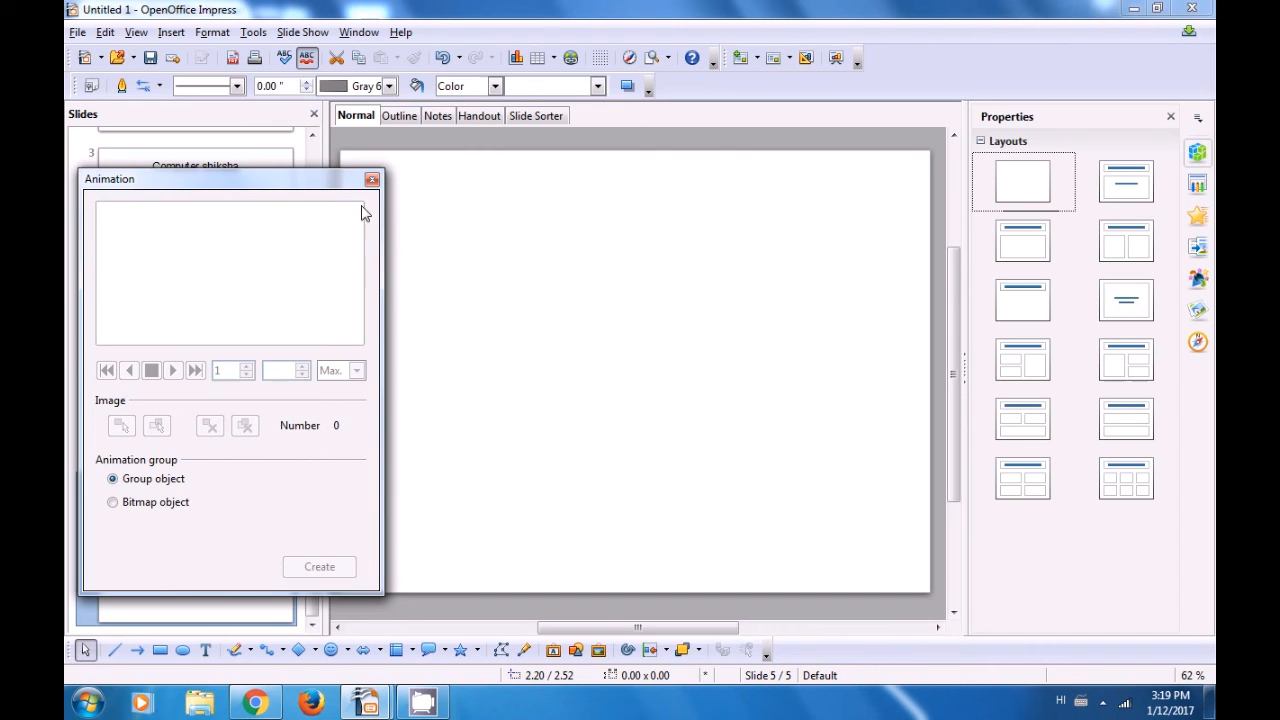 Untitled 1 - OpenOffice Impress
File Edit View Insert Format Tools Slide Show Window Help
0.00 " Gray 6 Color
Slides
Normal Outline Notes Handout Slide Sorter
Properties
Layouts
3
Computer shiksha
Animation
1 Max.
Image
Number 0
Animation group
Group object
Bitmap object
Create
2.20 / 2.52 0.00 x 0.00 * Slide 5 / 5 Default 62 %
HI 3:19 PM
1/12/2017